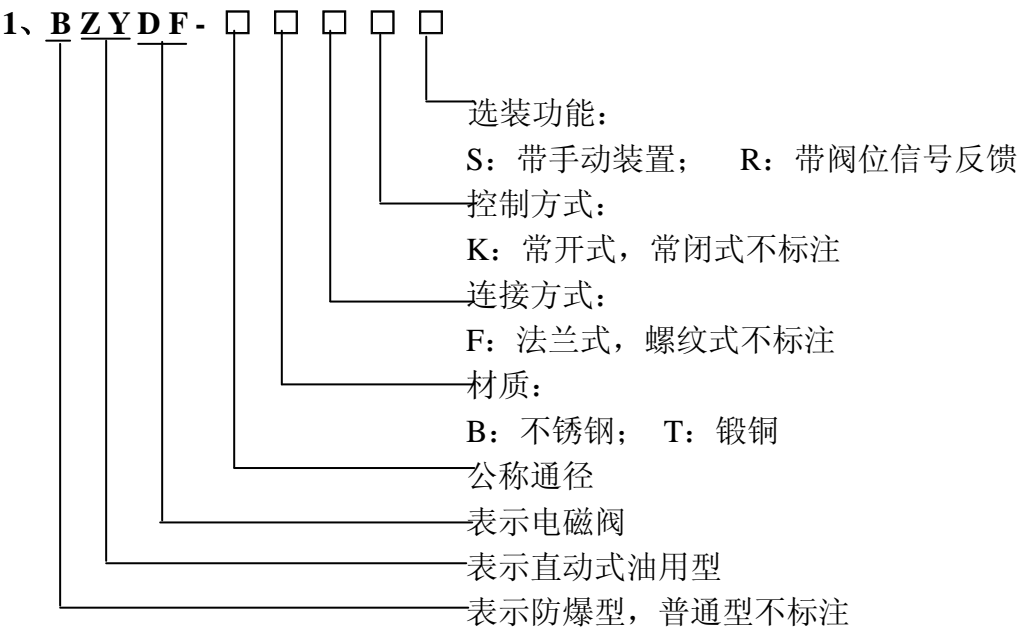 1、B ZY DF- □ □ □ □ □
选装功能：
S：带手动装置； R：带阀位信号反馈
控制方式：
K：常开式，常闭式不标注
连接方式：
F：法兰式，螺纹式不标注
材质：
B：不锈钢； T：锻铜
公称通径
表示电磁阀
表示直动式油用型
表示防爆型，普通型不标注